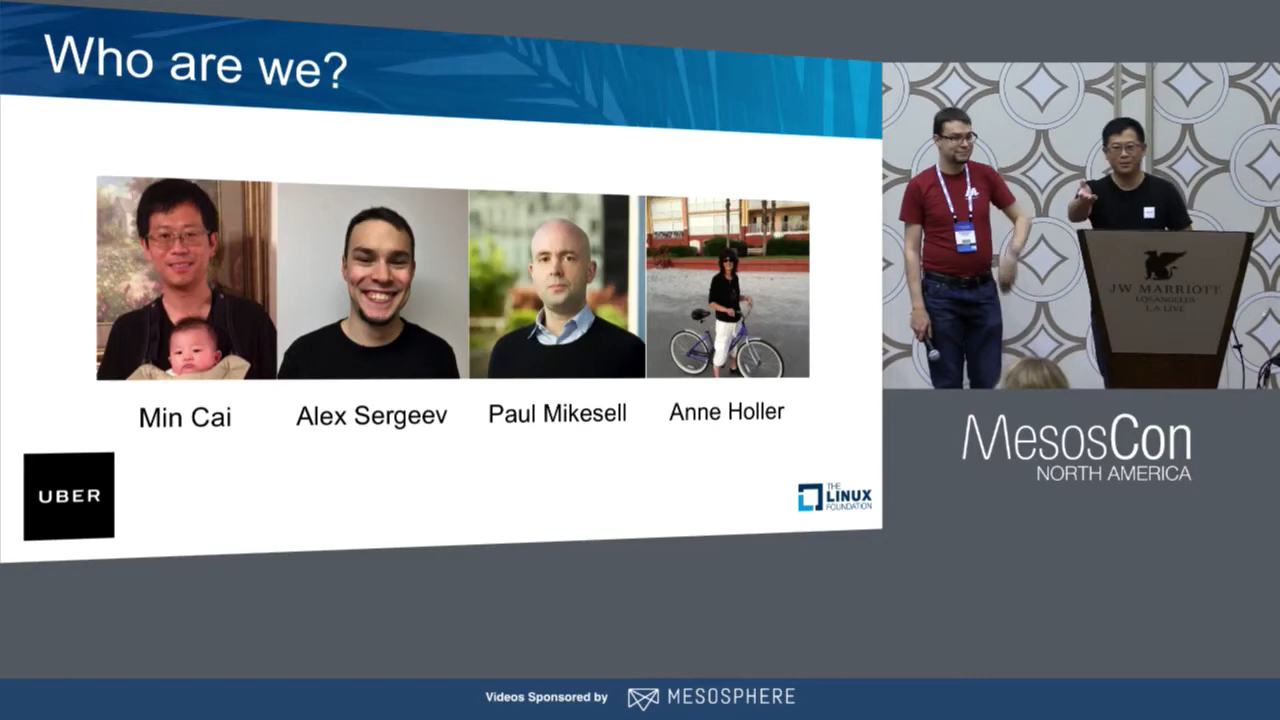 Who are we?
Min Cai
Alex Sergeev
Paul Mikesell
Anne Holler
UBER
THE
LINUX
FOUNDATION
JW MARRIOTT
LOS ANGELES
L.A. LIVE
MesosCon
NORTH AMERICA
Videos Sponsored by
MESOSPHERE